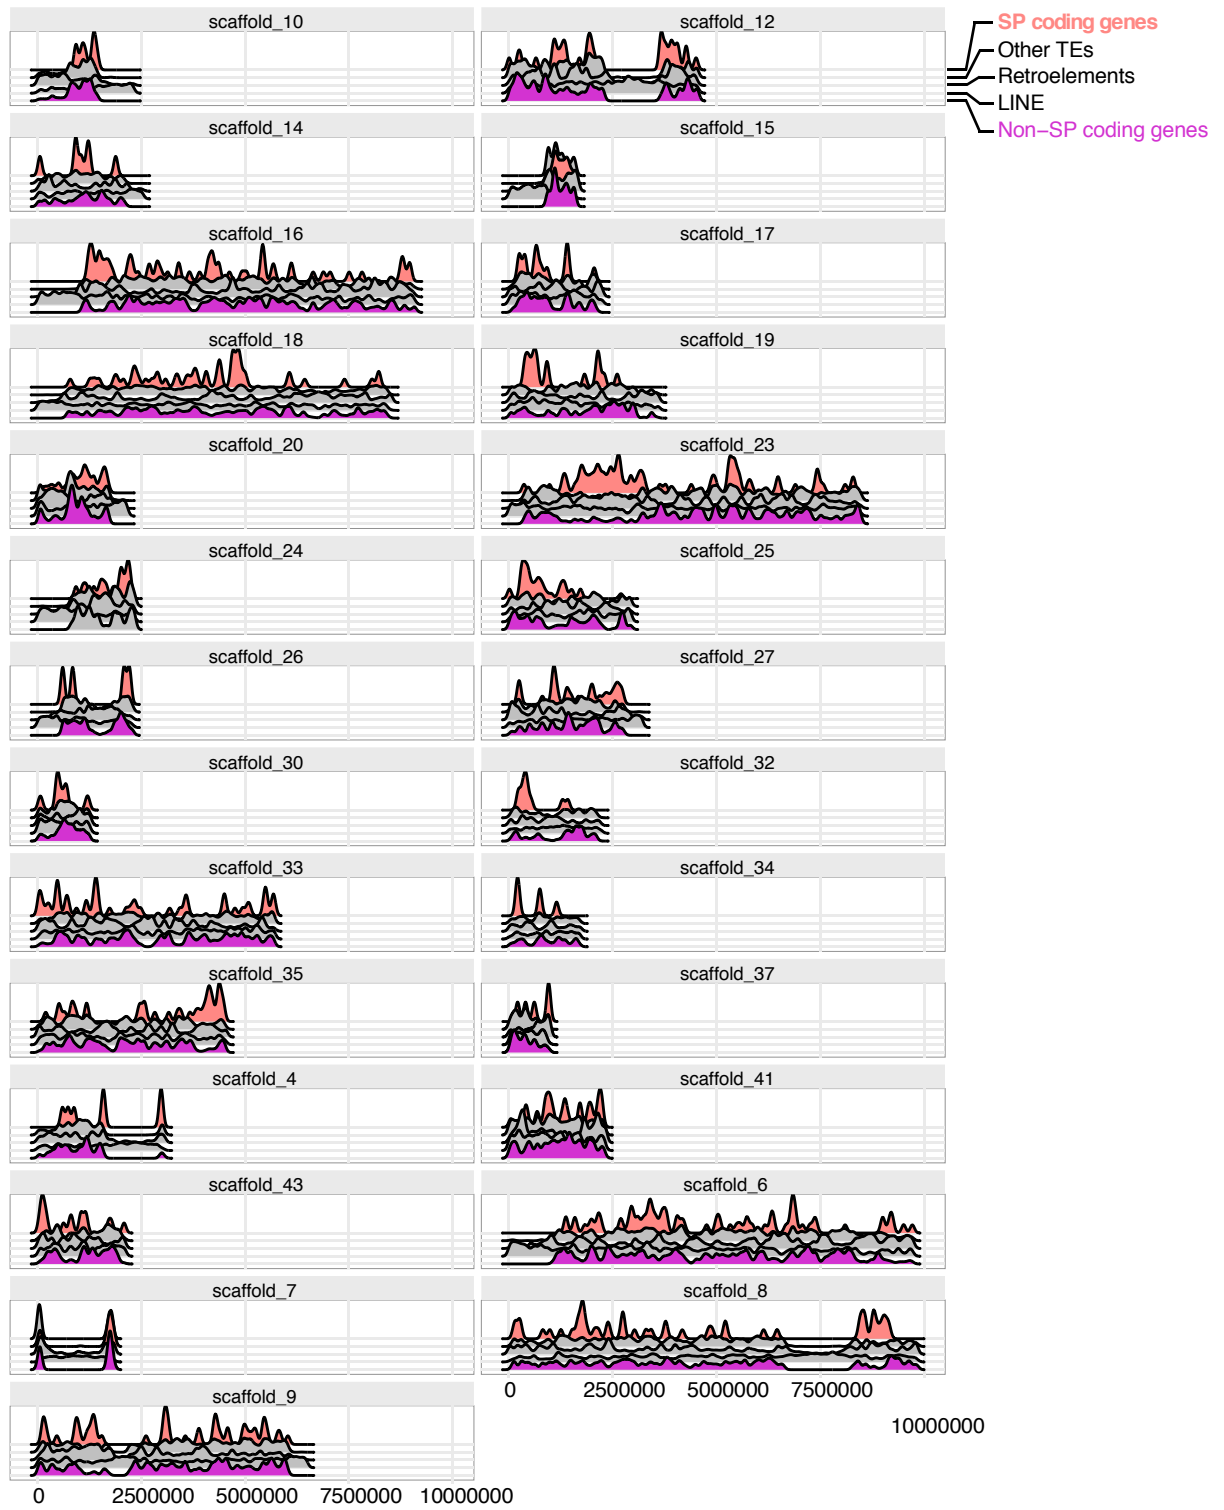 scaffold_10
scaffold_12
SP coding genes
Other TEs
Retroelements
LINE
Non−SP coding genes
scaffold_14
scaffold_15
scaffold_16
scaffold_17
scaffold_18
scaffold_19
scaffold_20
scaffold_23
scaffold_24
scaffold_25
scaffold_26
scaffold_27
scaffold_30
scaffold_32
scaffold_33
scaffold_34
scaffold_35
scaffold_37
scaffold_4
scaffold_41
scaffold_43
scaffold_6
scaffold_7
scaffold_8
0 2500000 5000000 7500000
10000000
scaffold_9
0 2500000 5000000 7500000 10000000